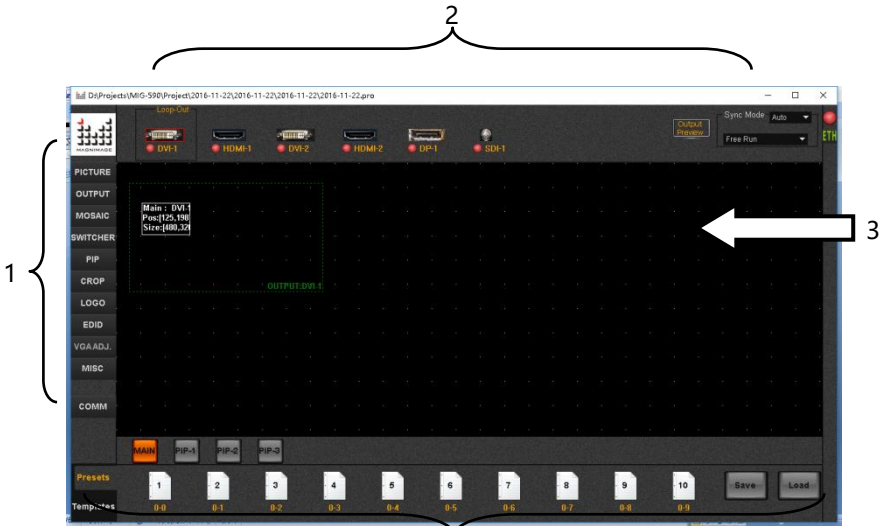 2
D:\Projects\MIG-590\Project\2016-11-22\2016-11-22\2016-11-22\2016-11-22.pro
Loop-Out
DVI-1 HDMI-1 DVI-2 HDMI-2 DP-1 SDI-1
Output Preview
Sync Mode Auto
Free Run
ETH
MAGNIMAGE
1
PICTURE
OUTPUT
MOSAIC
SWITCHER
PIP
CROP
LOGO
EDID
VGA ADJ.
MISC
COMM
Main : DVI-1
Pos:[125,198
Size:[480,320
OUTPUT:DVI-1
3
MAIN PIP-1 PIP-2 PIP-3
Presets
Templates
1 2 3 4 5 6 7 8 9 10
0-0 0-1 0-2 0-3 0-4 0-5 0-6 0-7 0-8 0-9
Save Load